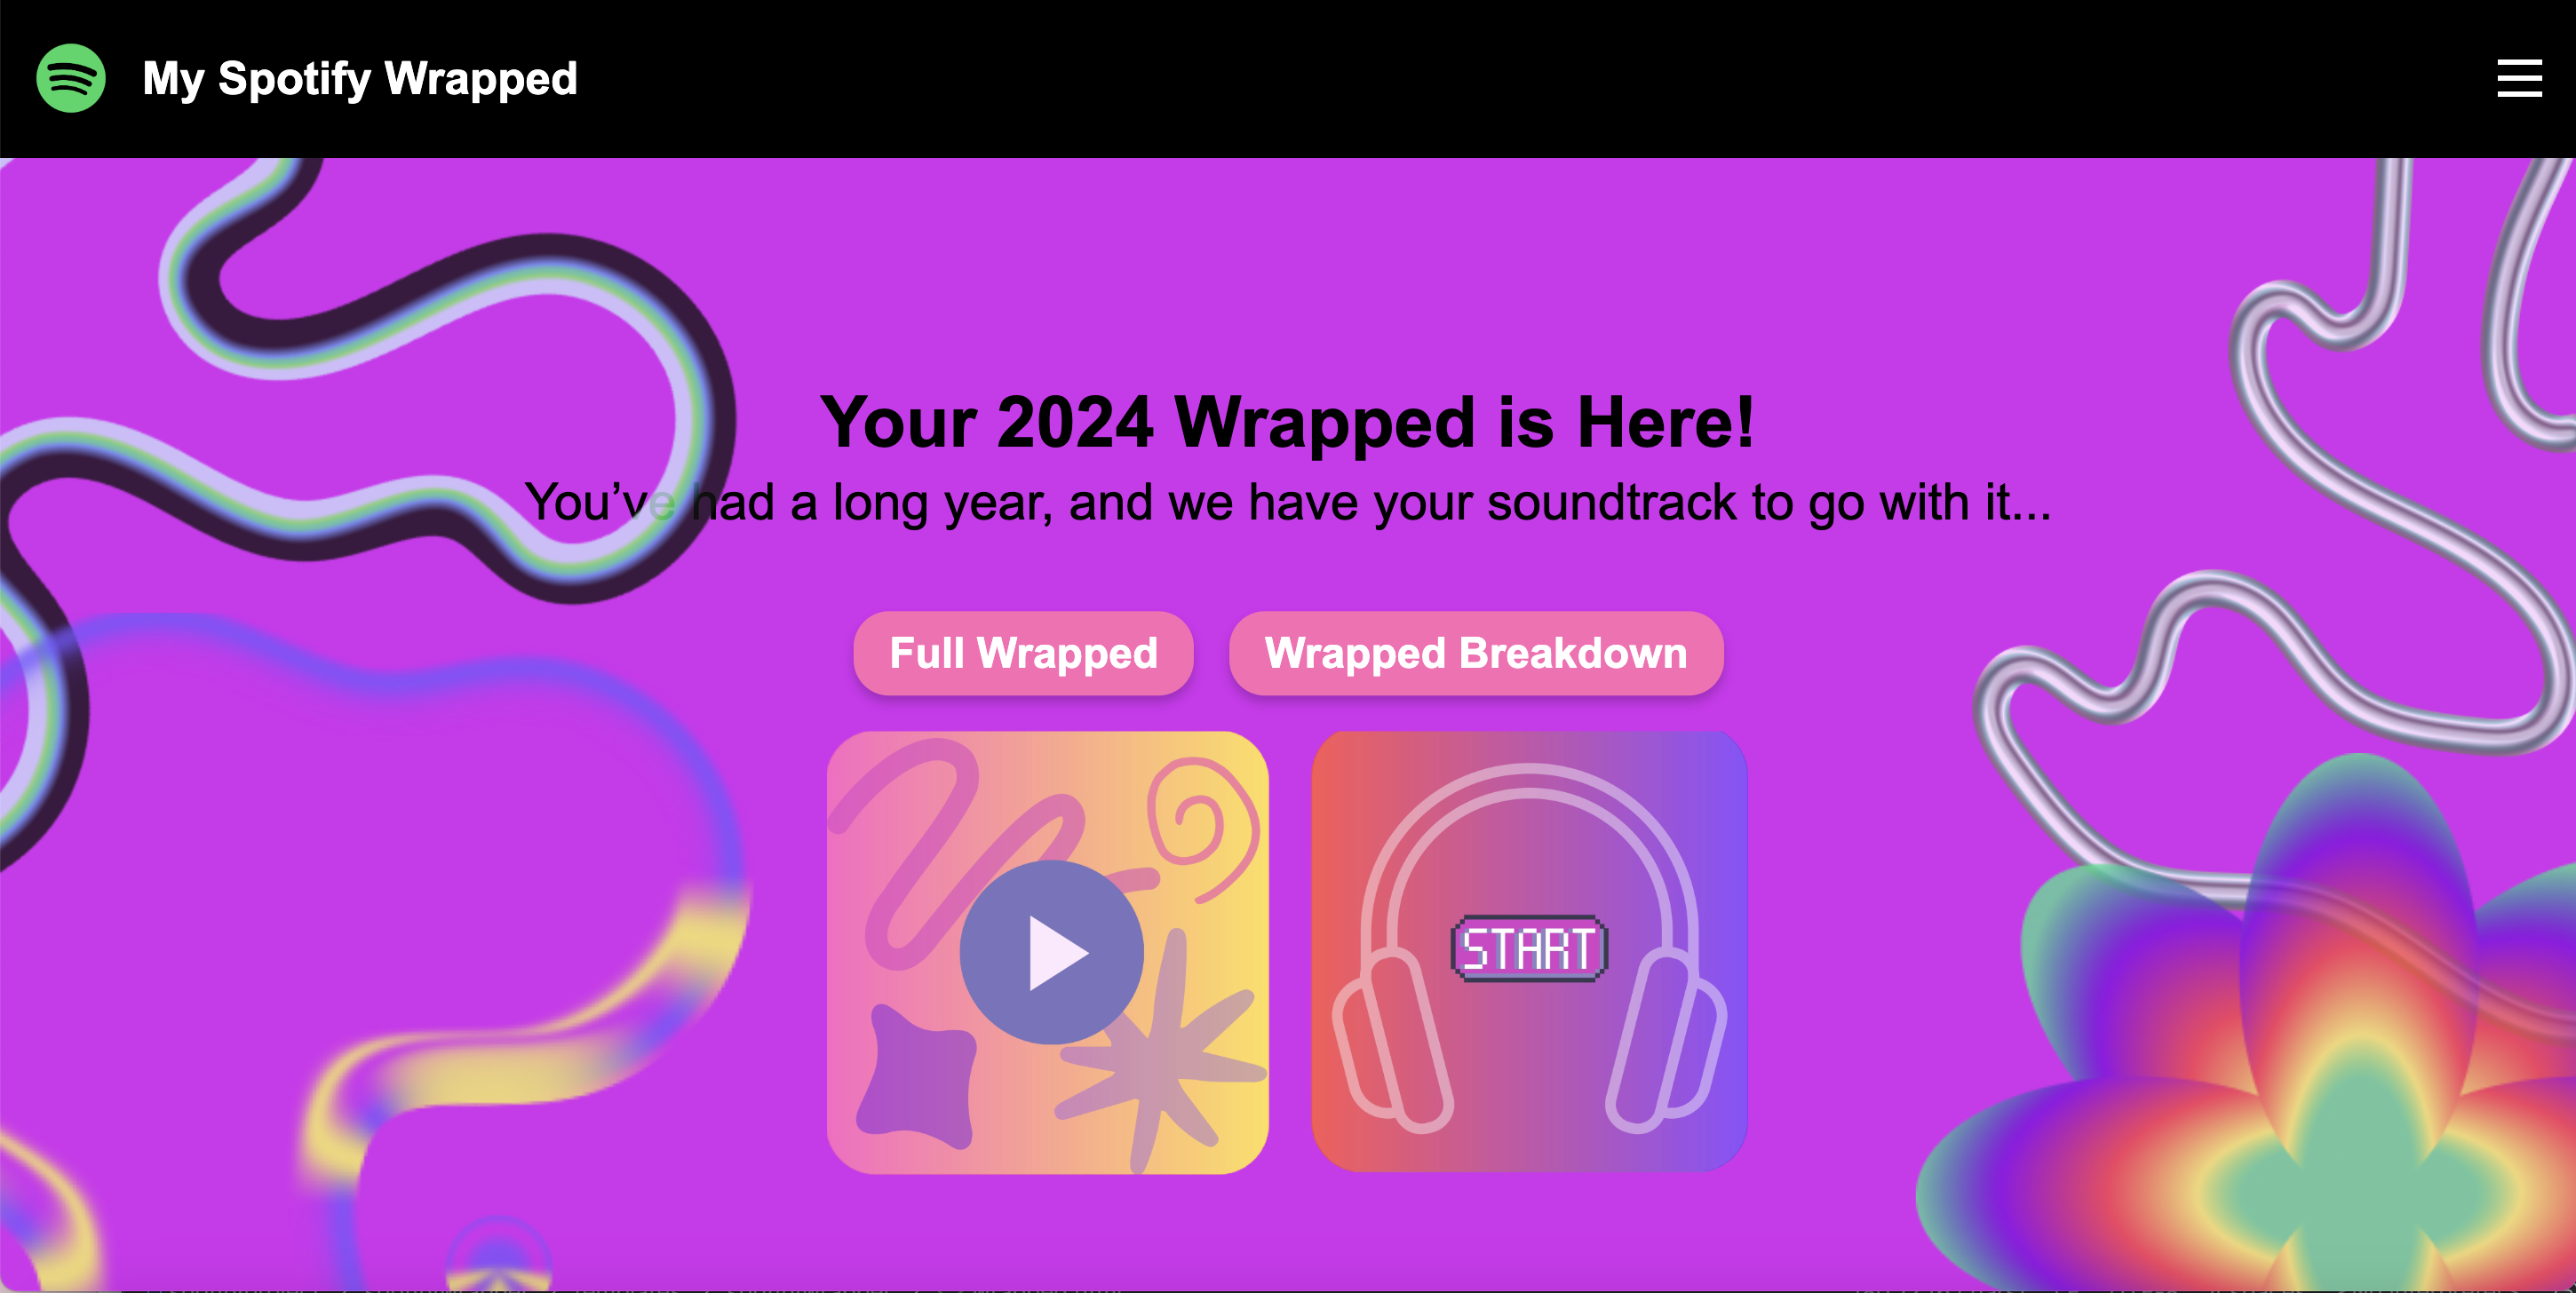 My Spotify Wrapped
Your 2024 Wrapped is Here!
You’ve had a long year, and we have your soundtrack to go with it...
Full Wrapped
Wrapped Breakdown
START